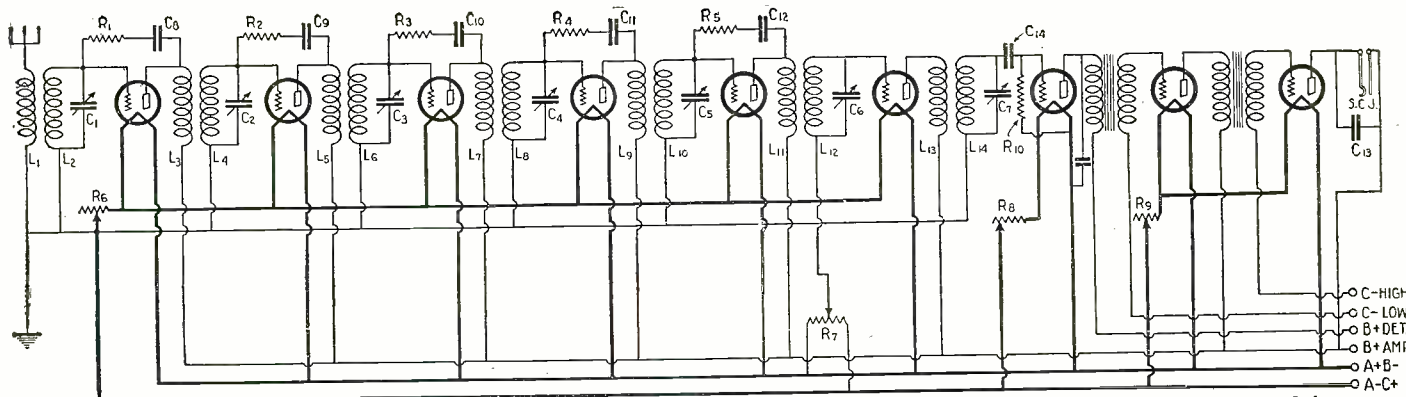 R1 C8 R2 C9 R3 C10 R4 C11 R5 C12 C14
C1 C2 C3 C4 C5 C6 C7 R10 S.C.J. C13
L1 L2 L3 L4 L5 L6 L7 L8 L9 L10 L11 L12 L13 L14
R6 R8 R9
R7
C-HIGH
C-LOW
B+DET
B+AMP
A+B-
A-C+